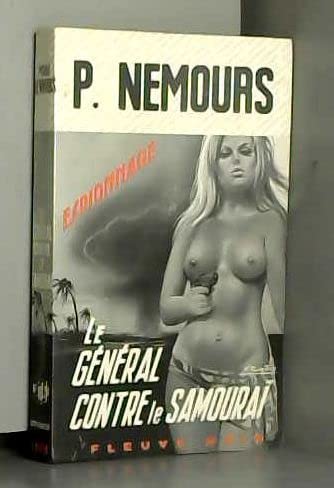 P. NEMOURS
ESPIONNAGE
LE
GÉNÉRAL
CONTRE le SAMOURAÏ
FLEUVE NOIR